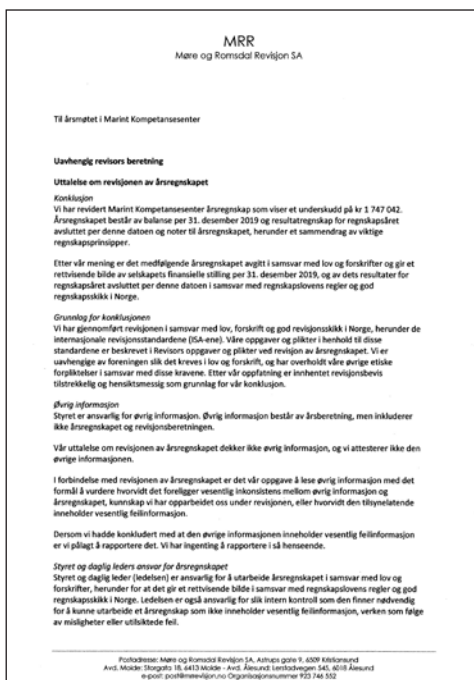 MRR
Møre og Romsdal Revisjon SA
Til årsmøtet i Marint Kompetansesenter
Uavhengig revisors beretning
Uttalelse om revisjonen av årsregnskapet
Konklusjon
Vi har revidert Marint Kompetansesenter årsregnskap som viser et underskudd på kr 1 747 042.
Årsregnskapet består av balanse per 31. desember 2019 og resultatregnskap for regnskapsåret
avsluttet per denne datoen og noter til årsregnskapet, herunder et sammendrag av viktige
regnskapsprinsipper.
Etter vår mening er det medfølgende årsregnskapet avgitt i samsvar med lov og forskrifter og gir et
rettvisende bilde av selskapets finansielle stilling per 31. desember 2019, og av dets resultater for
regnskapsåret avsluttet per denne datoen i samsvar med regnskapslovens regler og god
regnskapsskikk i Norge.
Grunnlag for konklusjonen
Vi har gjennomført revisjonen i samsvar med lov, forskrift og god revisjonsskikk i Norge, herunder de
internasjonale revisjonsstandardene (ISA-ene). Våre oppgaver og plikter i henhold til disse
standardene er beskrevet i Revisors oppgaver og plikter ved revisjon av årsregnskapet. Vi er
uavhengige av foreningen slik det kreves i lov og forskrift, og har overholdt våre øvrige etiske
forpliktelser i samsvar med disse kravene. Etter vår oppfatning er innhentet revisjonsbevis
tilstrekkelig og hensiktsmessig som grunnlag for vår konklusjon.
Øvrig informasjon
Styret er ansvarlig for øvrig informasjon. Øvrig informasjon består av årsberetning, men inkluderer
ikke årsregnskapet og revisjonsberetningen.
Vår uttalelse om revisjonen av årsregnskapet dekker ikke øvrig informasjon, og vi attesterer ikke den
øvrige informasjonen.
I forbindelse med revisjonen av årsregnskapet er det vår oppgave å lese øvrig informasjon med det
formål å vurdere hvorvidt det foreligger vesentlig inkonsistens mellom øvrig informasjon og
årsregnskapet, kunnskap vi har opparbeidet oss under revisjonen, eller hvorvidt den tilsynelatende
inneholder vesentlig feilinformasjon.
Dersom vi hadde konkludert med at den øvrige informasjonen inneholder vesentlig feilinformasjon
er vi pålagt å rapportere det. Vi har ingenting å rapportere i så henseende.
Styret og daglig leders ansvar for årsregnskapet
Styret og daglig leder (ledelsen) er ansvarlig for å utarbeide årsregnskapet i samsvar med lov og
forskrifter, herunder for at det gir et rettvisende bilde i samsvar med regnskapslovens regler og god
regnskapsskikk i Norge. Ledelsen er også ansvarlig for slik intern kontroll som den finner nødvendig
for å kunne utarbeide et årsregnskap som ikke inneholder vesentlig feilinformasjon, verken som følge
av misligheter eller utilsiktede feil.
Postadresse: Møre og Romsdal Revisjon SA, Astrups gate 9, 6509 Kristiansund
Avd. Molde: Storgata 18, 6413 Molde - Avd. Ålesund: Lerstadvegen 545, 6018 Ålesund
e-post: post@mrrevisjon.no Organisasjonsnummer 923 746 552